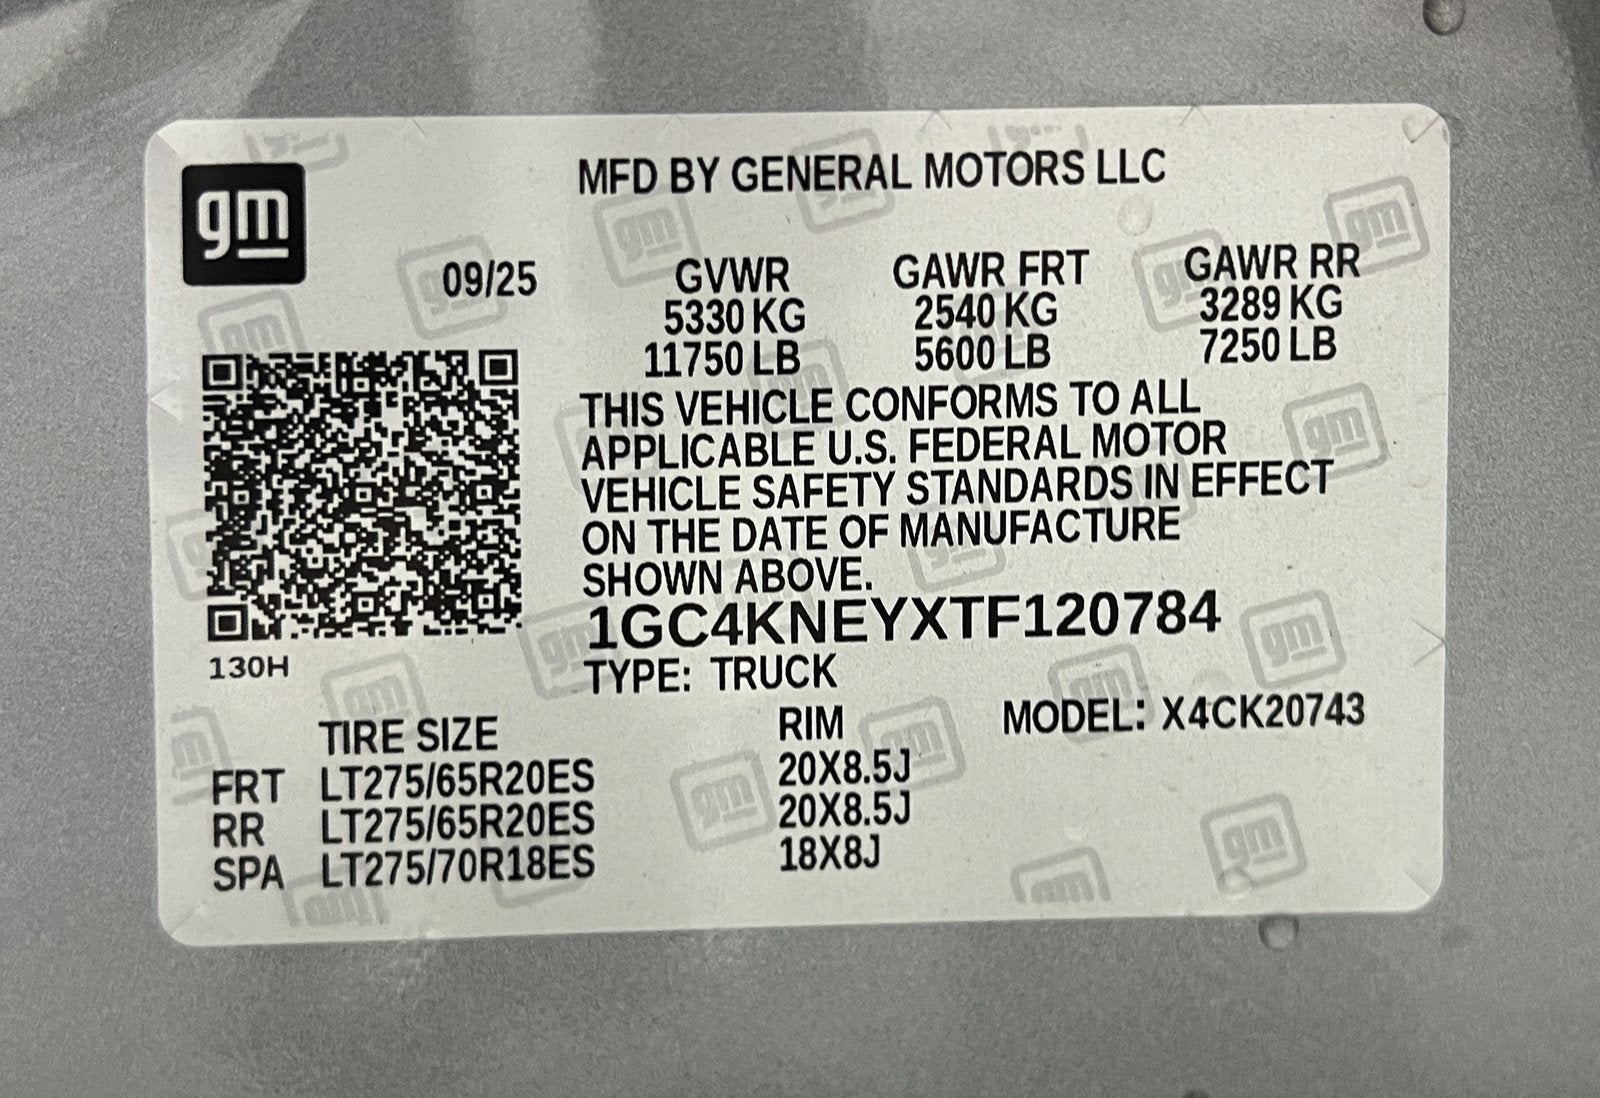 gm
MFD BY GENERAL MOTORS LLC
09/25
GVWR GAWR FRT GAWR RR
5330 KG 2540 KG 3289 KG
11750 LB 5600 LB 7250 LB
THIS VEHICLE CONFORMS TO ALL
APPLICABLE U.S. FEDERAL MOTOR
VEHICLE SAFETY STANDARDS IN EFFECT
ON THE DATE OF MANUFACTURE
SHOWN ABOVE.
1GC4KNEYXTF120784
130H
TYPE: TRUCK
MODEL: X4CK20743
TIRE SIZE RIM
FRT LT275/65R20ES 20X8.5J
RR LT275/65R20ES 20X8.5J
SPA LT275/70R18ES 18X8J